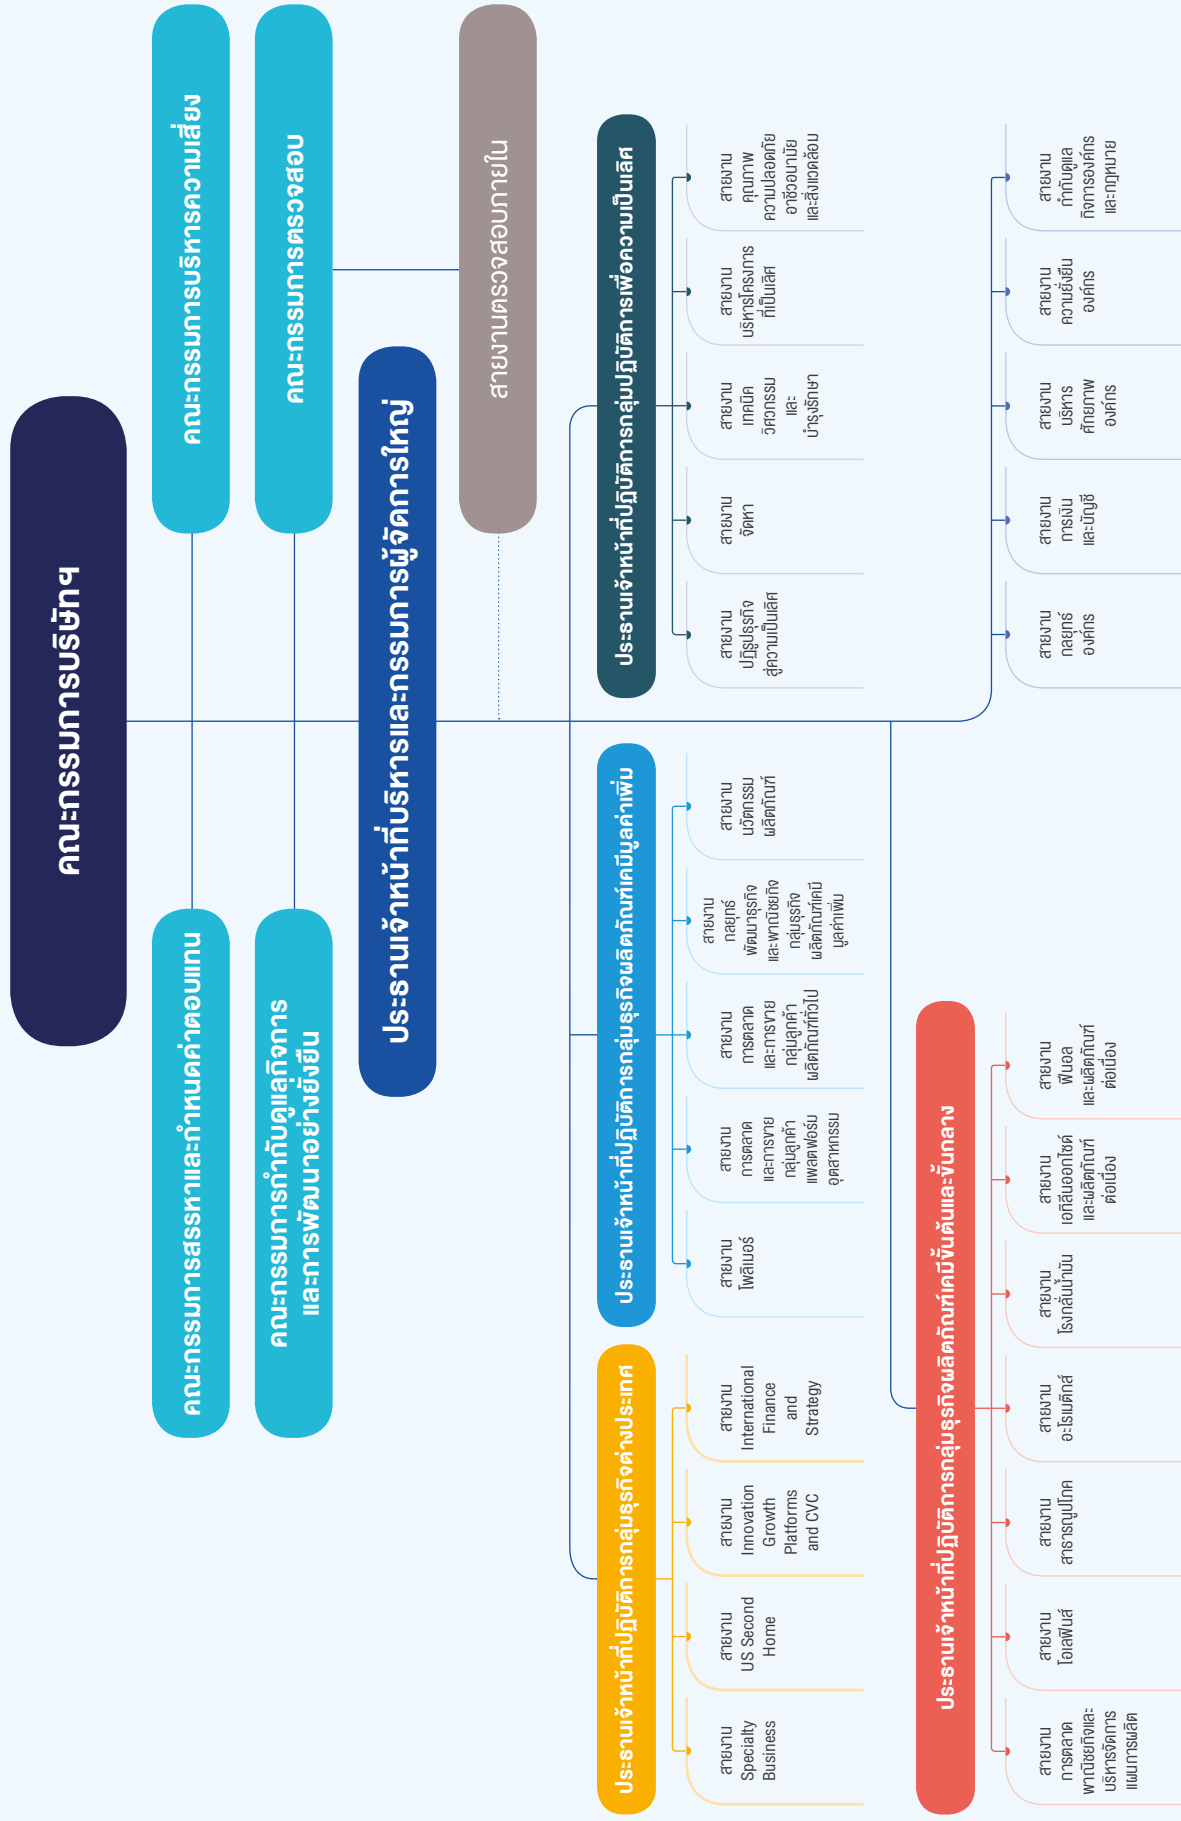 คณะกรรมการบริษัทฯ
คณะกรรมการสรรหาและกำหนดค่าตอบแทน
คณะกรรมการบริหารความเสี่ยง
คณะกรรมการกำกับดูแลกิจการ
และการพัฒนาอย่างยั่งยืน
คณะกรรมการตรวจสอบ
ประธานเจ้าหน้าที่บริหารและกรรมการผู้จัดการใหญ่
สายงานตรวจสอบภายใน
ประธานเจ้าหน้าที่ปฏิบัติการกลุ่มธุรกิจต่างประเทศ
สายงาน
Specialty
Business
สายงาน
US Second
Home
สายงาน
Innovation
Growth
Platforms
and CVC
สายงาน
International
Finance
and
Strategy
ประธานเจ้าหน้าที่ปฏิบัติการกลุ่มธุรกิจผลิตภัณฑ์เคมีมูลค่าเพิ่ม
สายงาน
โพลิเมอร์
สายงาน
การตลาด
และการขาย
กลุ่มลูกค้า
แพลตฟอร์ม
อุตสาหกรรม
สายงาน
การตลาด
และการขาย
กลุ่มลูกค้า
ผลิตภัณฑ์ทั่วไป
สายงาน
กลยุทธ์
พัฒนาธุรกิจ
และพาณิชยกิจ
กลุ่มธุรกิจ
ผลิตภัณฑ์เคมี
มูลค่าเพิ่ม
สายงาน
นวัตกรรม
ผลิตภัณฑ์
ประธานเจ้าหน้าที่ปฏิบัติการกลุ่มปฏิบัติการเพื่อความเป็นเลิศ
สายงาน
ปฏิรูปธุรกิจ
สู่ความเป็นเลิศ
สายงาน
จัดหา
สายงาน
เทคนิค
วิศวกรรม
และ
บำรุงรักษา
สายงาน
บริหารโครงการ
ที่เป็นเลิศ
สายงาน
คุณภาพ
ความปลอดภัย
อาชีวอนามัย
และสิ่งแวดล้อม
ประธานเจ้าหน้าที่ปฏิบัติการกลุ่มธุรกิจผลิตภัณฑ์เคมีขั้นต้นและขั้นกลาง
สายงาน
การตลาด
พาณิชยกิจและ
บริหารจัดการ
แผนการผลิต
สายงาน
โอเลฟินส์
สายงาน
สาธารณูปโภค
สายงาน
อะโรเมติกส์
สายงาน
โรงกลั่นน้ำมัน
สายงาน
เอทิลีนออกไซด์
และผลิตภัณฑ์
ต่อเนื่อง
สายงาน
ฟีนอล
และผลิตภัณฑ์
ต่อเนื่อง
สายงาน
กลยุทธ์
องค์กร
สายงาน
การเงิน
และบัญชี
สายงาน
บริหาร
ศักยภาพ
องค์กร
สายงาน
ความยั่งยืน
องค์กร
สายงาน
กำกับดูแล
กิจการองค์กร
และกฎหมาย